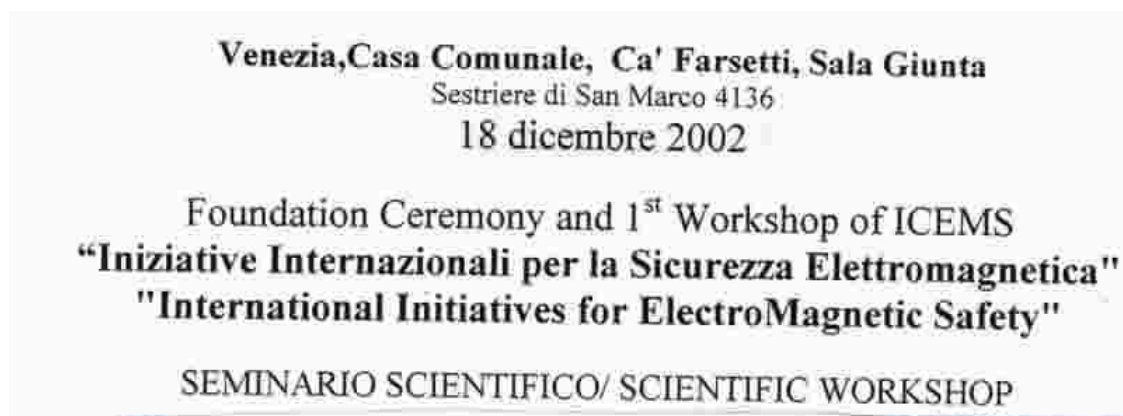 Venezia,Casa Comunale, Ca' Farsetti, Sala Giunta
Sestriere di San Marco 4136
18 dicembre 2002
Foundation Ceremony and 1st Workshop of ICEMS
“Iniziative Internazionali per la Sicurezza Elettromagnetica"
"International Initiatives for ElectroMagnetic Safety"
SEMINARIO SCIENTIFICO/ SCIENTIFIC WORKSHOP